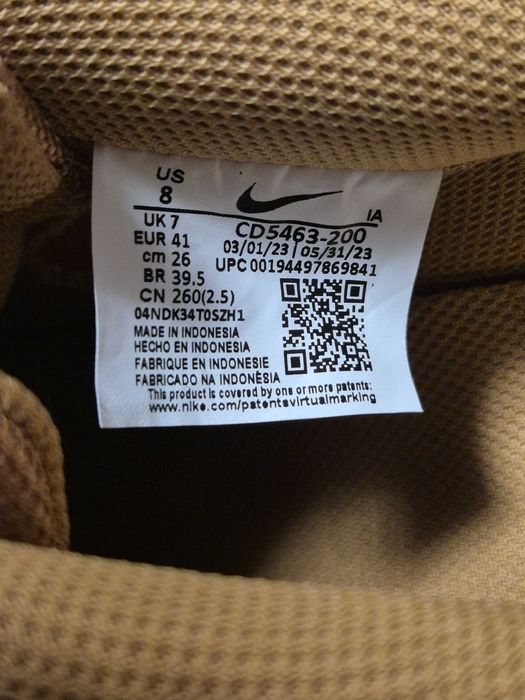 US
8
IA
UK 7
CD5463-200
EUR 41
03/01/23 | 05/31/23
cm 26
UPC 00194497869841
BR 39.5
CN 260(2.5)
04NDK34T0SZH1
MADE IN INDONESIA
HECHO EN INDONESIA
FABRIQUE EN INDONESIE
FABRICADO NA INDONÉSIA
This product is covered by one or more patents:
www.nike.com/patentsvirtualmarking